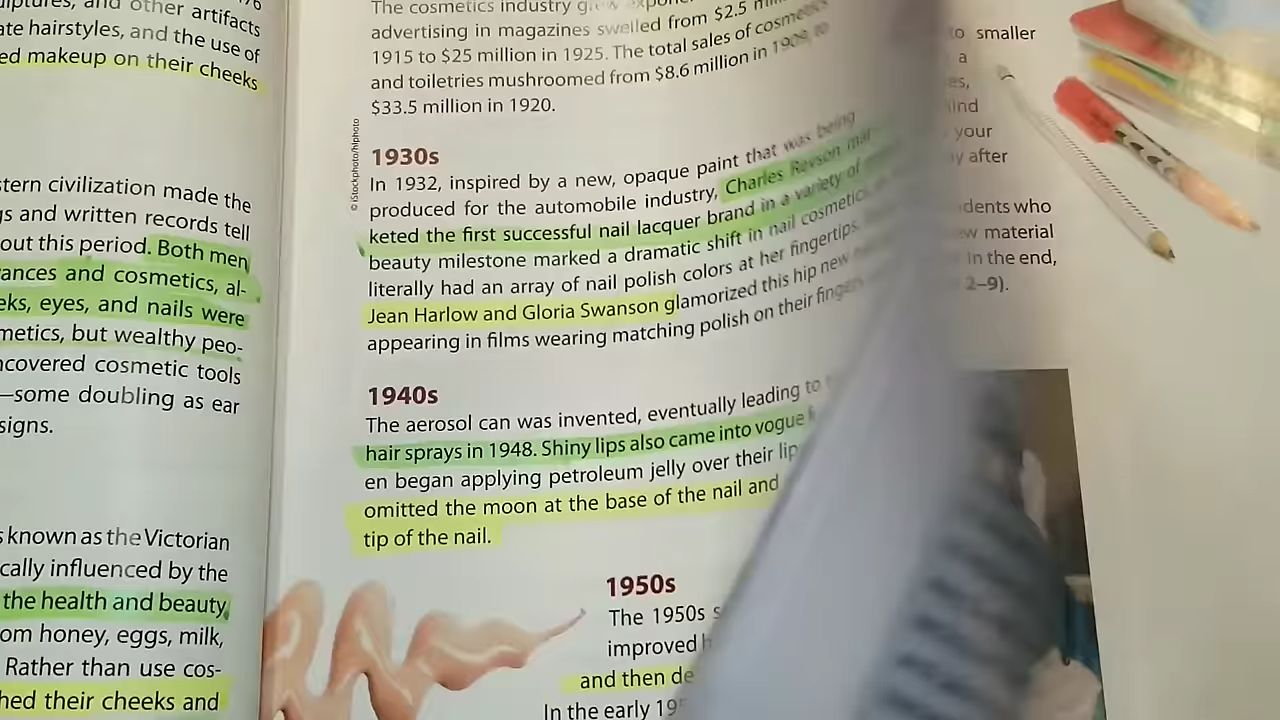 ptures, and other artifacts
ate hairstyles, and the use of
ed makeup on their cheeks
stern civilization made the
gs and written records tell
out this period. Both men
ances and cosmetics, al-
eks, eyes, and nails were
metics, but wealthy peo-
ncovered cosmetic tools
—some doubling as ear
signs.
s known as the Victorian
cally influenced by the
the health and beauty
om honey, eggs, milk,
Rather than use cos-
hed their cheeks and
The cosmetics industry grew
advertising in magazines swelled from $2.5
1915 to $25 million in 1925. The total sales of cosmetics
and toiletries mushroomed from $8.6 million in 1909 to
$33.5 million in 1920.
© iStockphoto/hlphoto
1930s
In 1932, inspired by a new, opaque paint that was being
produced for the automobile industry, Charles Revson mar
keted the first successful nail lacquer brand in a variety of
beauty milestone marked a dramatic shift in nail cosmetic
literally had an array of nail polish colors at her fingertips.
Jean Harlow and Gloria Swanson glamorized this hip new
appearing in films wearing matching polish on their finger
1940s
The aerosol can was invented, eventually leading to
hair sprays in 1948. Shiny lips also came into vogue
en began applying petroleum jelly over their lip
omitted the moon at the base of the nail and
tip of the nail.
1950s
The 1950s s
improved
and then de
In the early 195
to smaller
a
es,
ind
your
y after
dents who
w material
In the end,
2–9).